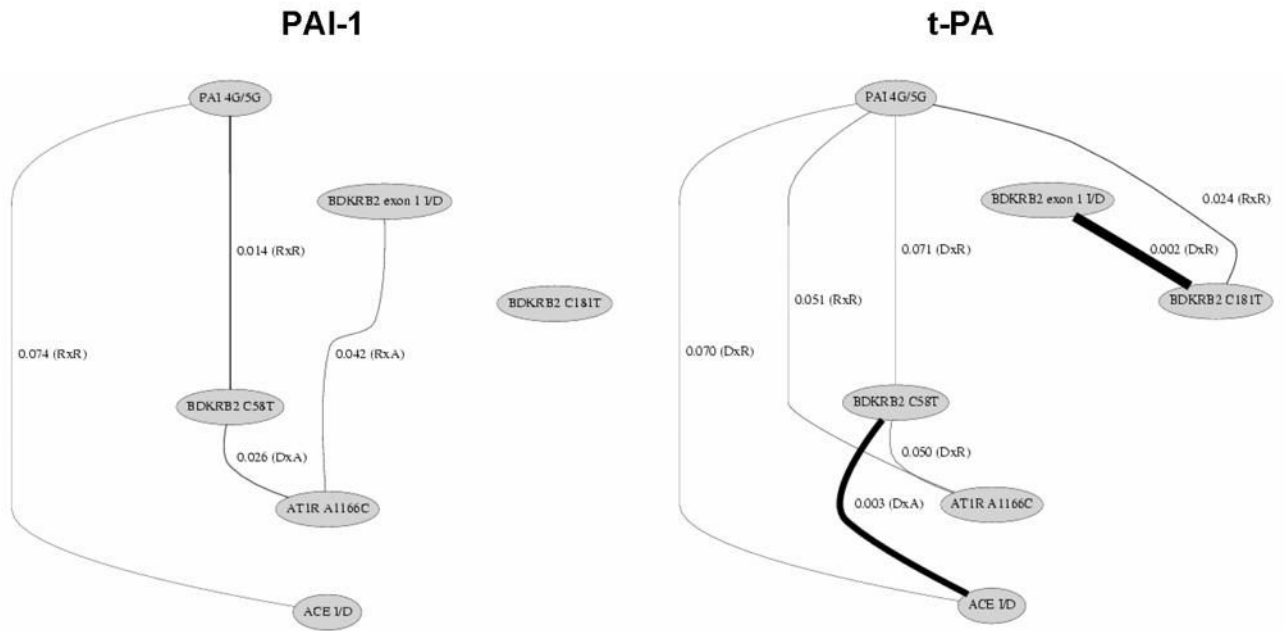 PAI-1
PAI 4G/5G
BDKRB2 exon 1 I/D
0.014 (RxR)
BDKRB2 C181T
0.074 (RxR)
0.042 (RxA)
BDKRB2 C58T
0.026 (DxA)
AT1R A1166C
ACE I/D
t-PA
PAI 4G/5G
BDKRB2 exon 1 I/D
0.024 (RxR)
0.071 (DxR)
0.002 (DxR)
BDKRB2 C181T
0.051 (RxR)
0.070 (DxR)
BDKRB2 C58T
0.050 (DxR)
0.003 (DxA)
AT1R A1166C
ACE I/D